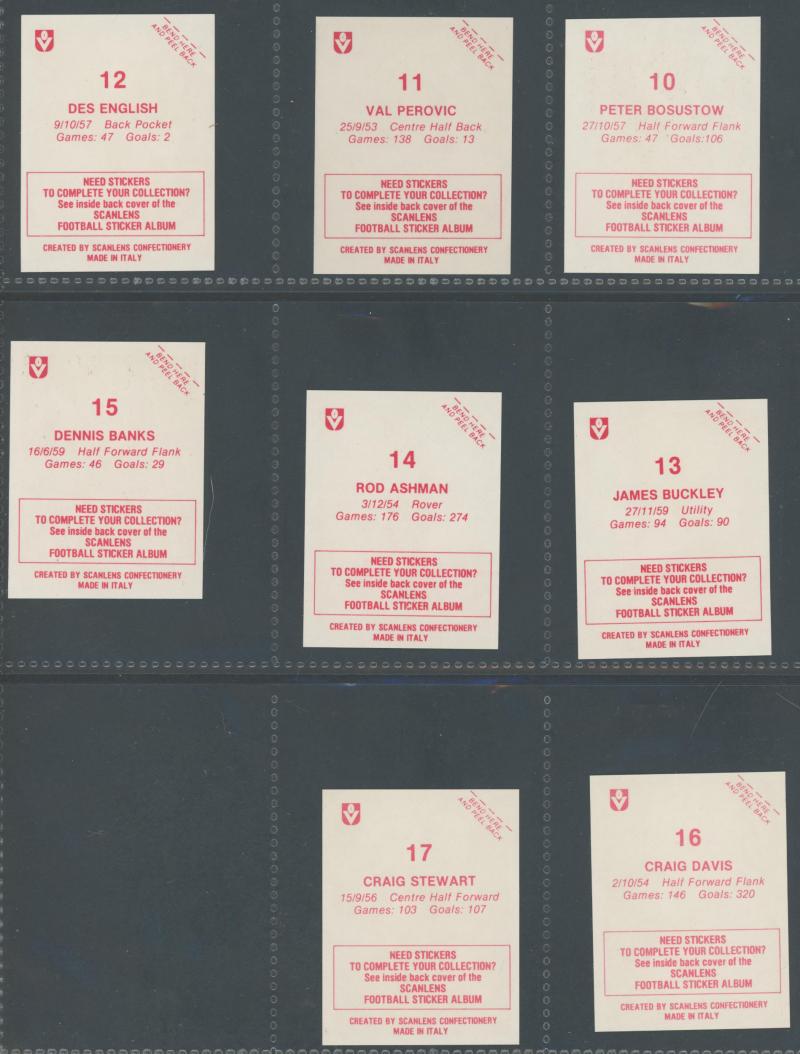 BEND HERE
AND PEEL BACK
12
DES ENGLISH
9/10/57 Back Pocket
Games: 47 Goals: 2
NEED STICKERS
TO COMPLETE YOUR COLLECTION?
See inside back cover of the
SCANLENS
FOOTBALL STICKER ALBUM
CREATED BY SCANLENS CONFECTIONERY
MADE IN ITALY
BEND HERE
AND PEEL BACK
11
VAL PEROVIC
25/9/53 Centre Half Back
Games: 138 Goals: 13
NEED STICKERS
TO COMPLETE YOUR COLLECTION?
See inside back cover of the
SCANLENS
FOOTBALL STICKER ALBUM
CREATED BY SCANLENS CONFECTIONERY
MADE IN ITALY
BEND HERE
AND PEEL BACK
10
PETER BOSUSTOW
27/10/57 Half Forward Flank
Games: 47 Goals:106
NEED STICKERS
TO COMPLETE YOUR COLLECTION?
See inside back cover of the
SCANLENS
FOOTBALL STICKER ALBUM
CREATED BY SCANLENS CONFECTIONERY
MADE IN ITALY
BEND HERE
AND PEEL BACK
15
DENNIS BANKS
16/6/59 Half Forward Flank
Games: 46 Goals: 29
NEED STICKERS
TO COMPLETE YOUR COLLECTION?
See inside back cover of the
SCANLENS
FOOTBALL STICKER ALBUM
CREATED BY SCANLENS CONFECTIONERY
MADE IN ITALY
BEND HERE
AND PEEL BACK
14
ROD ASHMAN
3/12/54 Rover
Games: 176 Goals: 274
NEED STICKERS
TO COMPLETE YOUR COLLECTION?
See inside back cover of the
SCANLENS
FOOTBALL STICKER ALBUM
CREATED BY SCANLENS CONFECTIONERY
MADE IN ITALY
BEND HERE
AND PEEL BACK
13
JAMES BUCKLEY
27/11/59 Utility
Games: 94 Goals: 90
NEED STICKERS
TO COMPLETE YOUR COLLECTION?
See inside back cover of the
SCANLENS
FOOTBALL STICKER ALBUM
CREATED BY SCANLENS CONFECTIONERY
MADE IN ITALY
BEND HERE
AND PEEL BACK
17
CRAIG STEWART
15/9/56 Centre Half Forward
Games: 103 Goals: 107
NEED STICKERS
TO COMPLETE YOUR COLLECTION?
See inside back cover of the
SCANLENS
FOOTBALL STICKER ALBUM
CREATED BY SCANLENS CONFECTIONERY
MADE IN ITALY
BEND HERE
AND PEEL BACK
16
CRAIG DAVIS
2/10/54 Half Forward Flank
Games: 146 Goals: 320
NEED STICKERS
TO COMPLETE YOUR COLLECTION?
See inside back cover of the
SCANLENS
FOOTBALL STICKER ALBUM
CREATED BY SCANLENS CONFECTIONERY
MADE IN ITALY